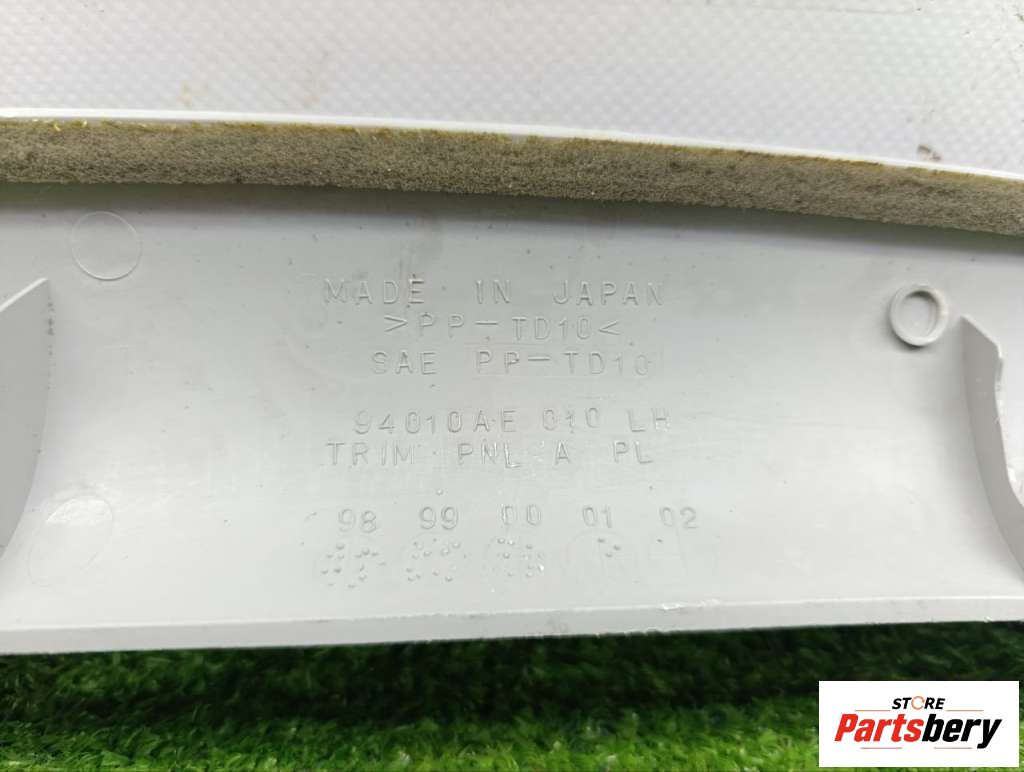 MADE IN JAPAN
>PP-TD10<
SAE PP-TD10
94010AE 010 LH
TRIM PNL A PL
98 99 00 01 02
STORE
Partsbery